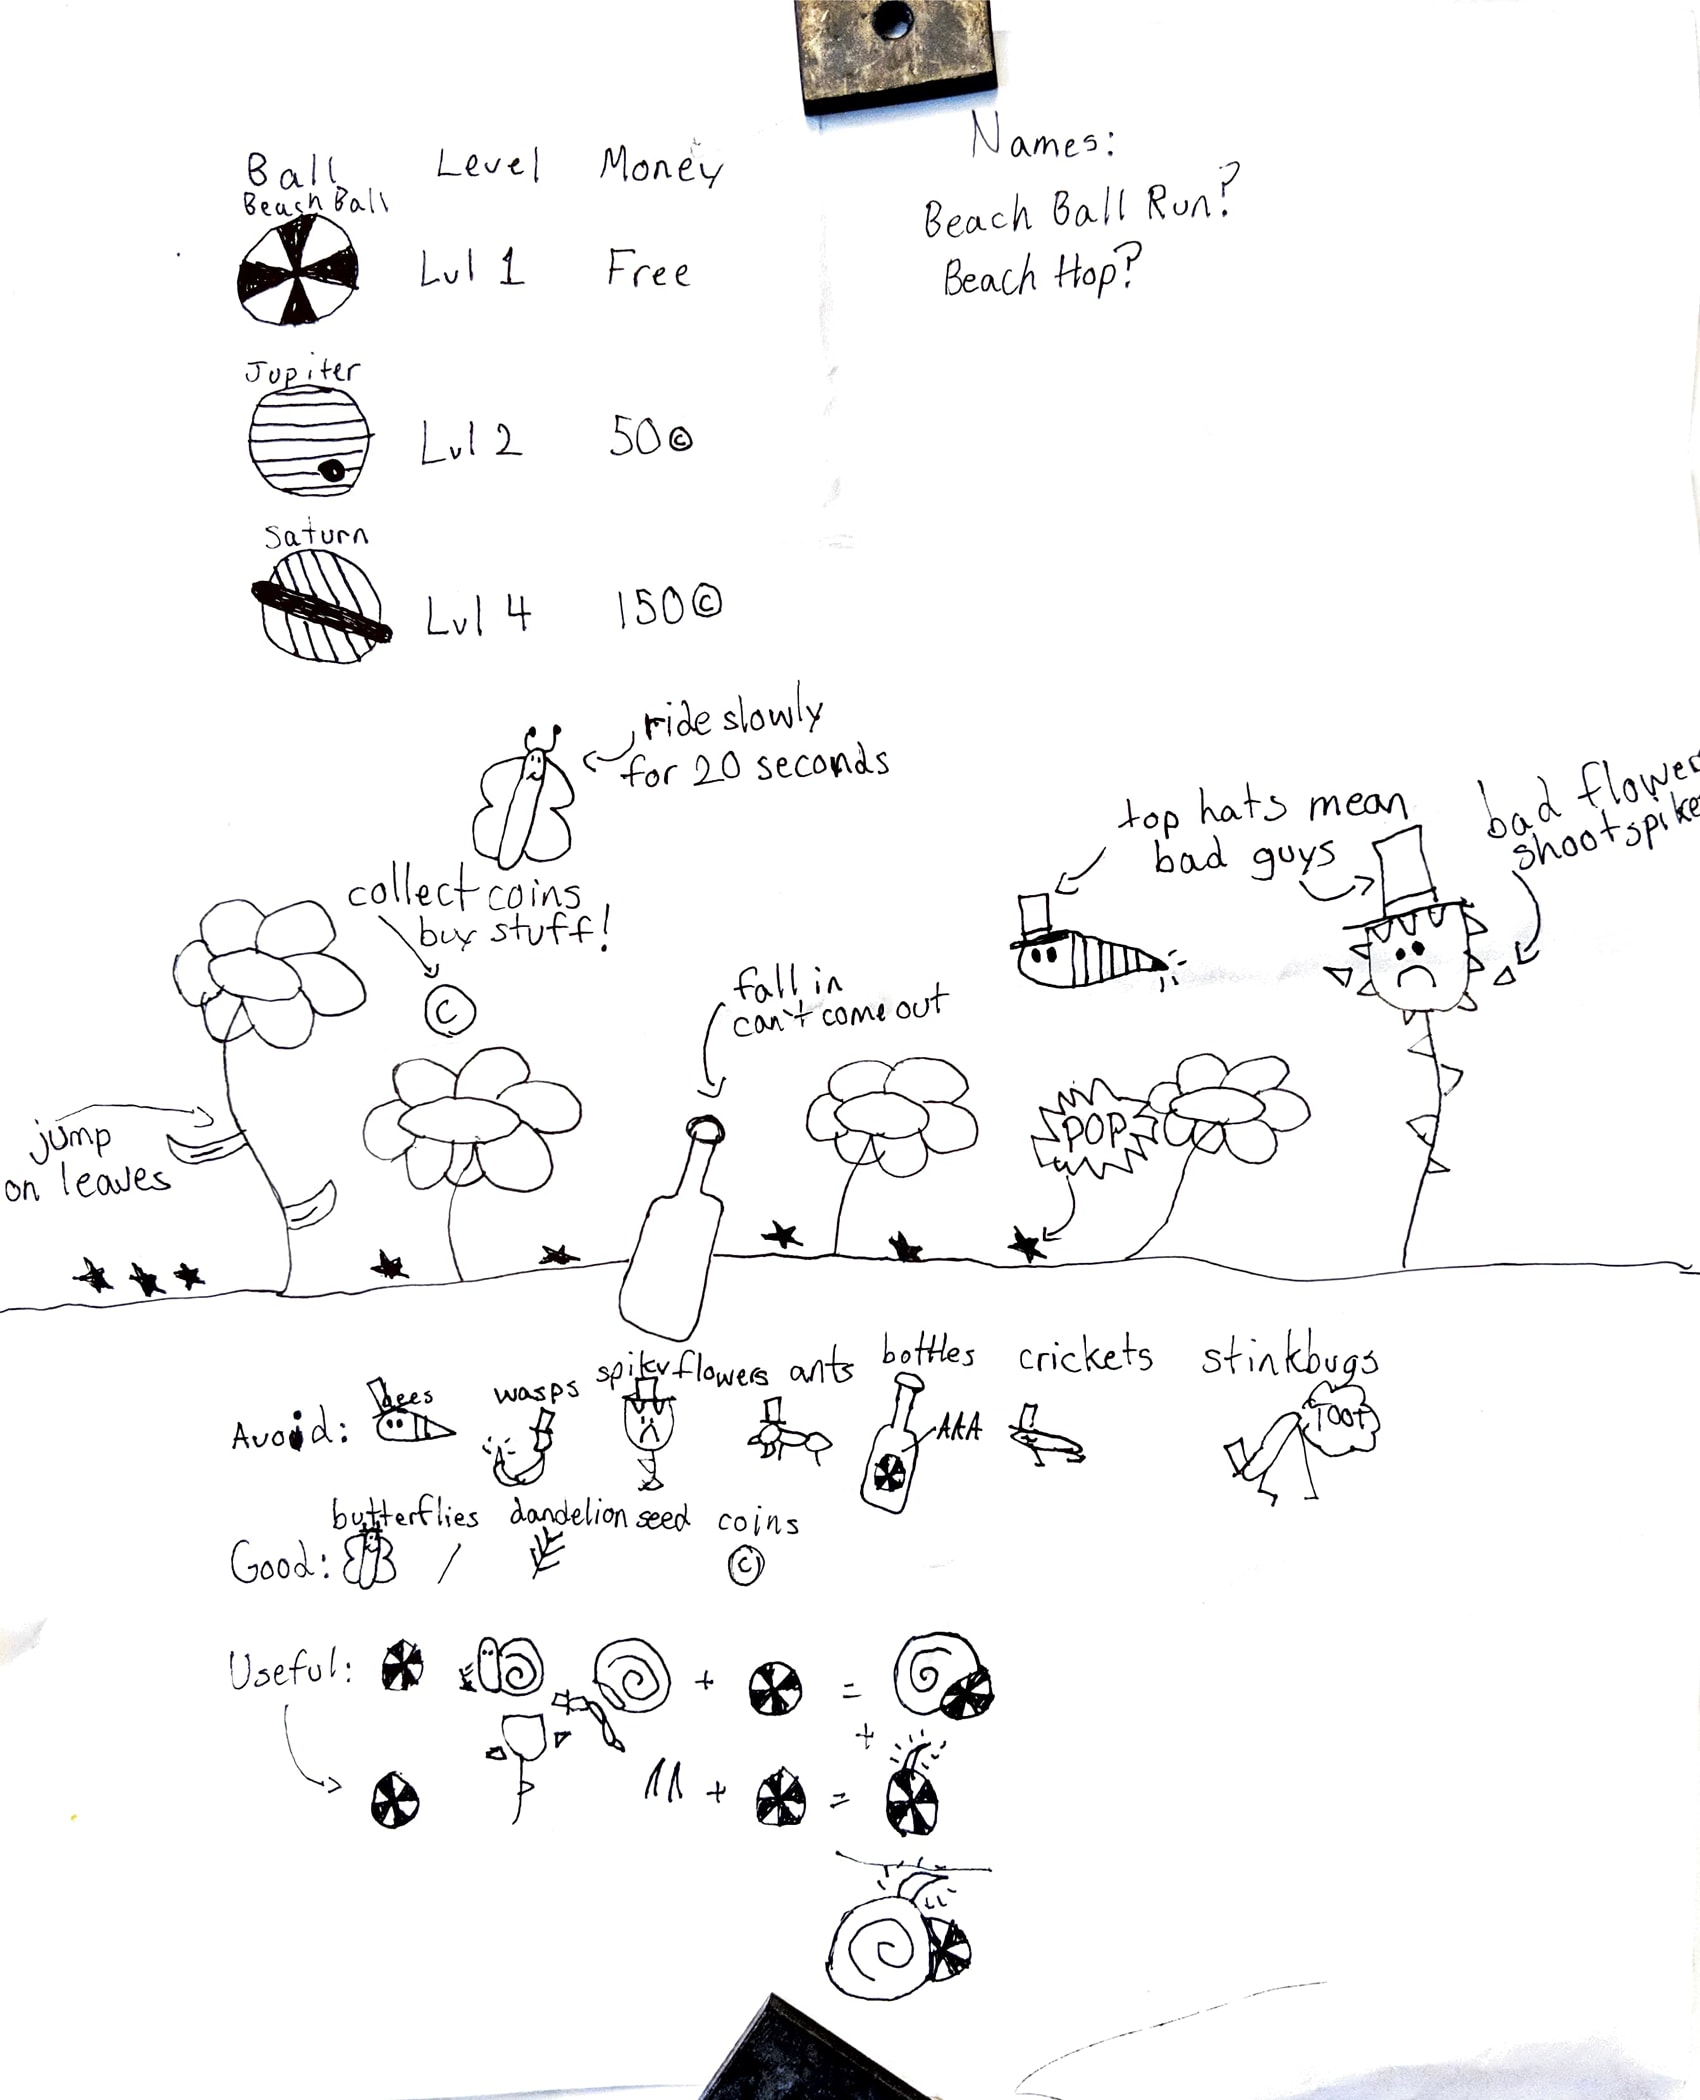 Names:
Beach Ball Run?
Beach Hop?
Ball Level Money
Beach Ball
Lvl 1 Free
Jupiter
Lvl 2 50©
Saturn
Lvl 4 150©
ride slowly
for 20 seconds
collect coins
buy stuff!
C
fall in
can't come out
top hats mean
bad guys
bad flower
shoot spike
jump
on leaves
POP
Avoid: bees wasps spiky flowers ants bottles crickets stinkbugs
AAA
TOOT
Good: butterflies / dandelion seed coins
C
Useful:
+ =
+
+ =